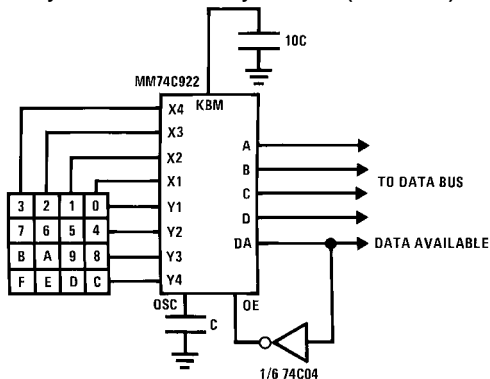 10C
MM74C922
KBM
X4
X3
X2
X1
Y1
Y2
Y3
Y4
A
B
C
D
DA
TO DATA BUS
DATA AVAILABLE
3 2 1 0
7 6 5 4
B A 9 8
F E D C
OSC
OE
C
1/6 74C04